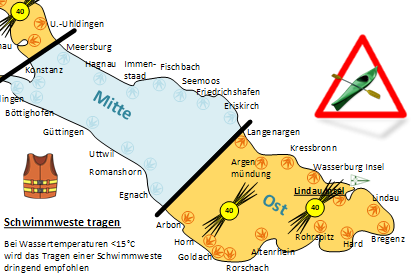 40
U.-Uhldingen
Meersburg
Hagnau
Immen-
staad
Fischbach
Seemoos
Friedrichshafen
Eriskirch
Konstanz
Böttighofen
Güttingen
Mitte
Uttwil
Romanshorn
Egnach
Langenargen
Kressbronn
Argen
mündung
Wasserburg Insel
Lindau Insel
Lindau
40
40
Ost
Arbon
Horn
Goldach
Rorschach
Altenrhein
Rohrspitz
Hard
Bregenz
Schwimmweste tragen
Bei Wassertemperaturen <15°C
wird das Tragen einer Schwimmweste
dringend empfohlen